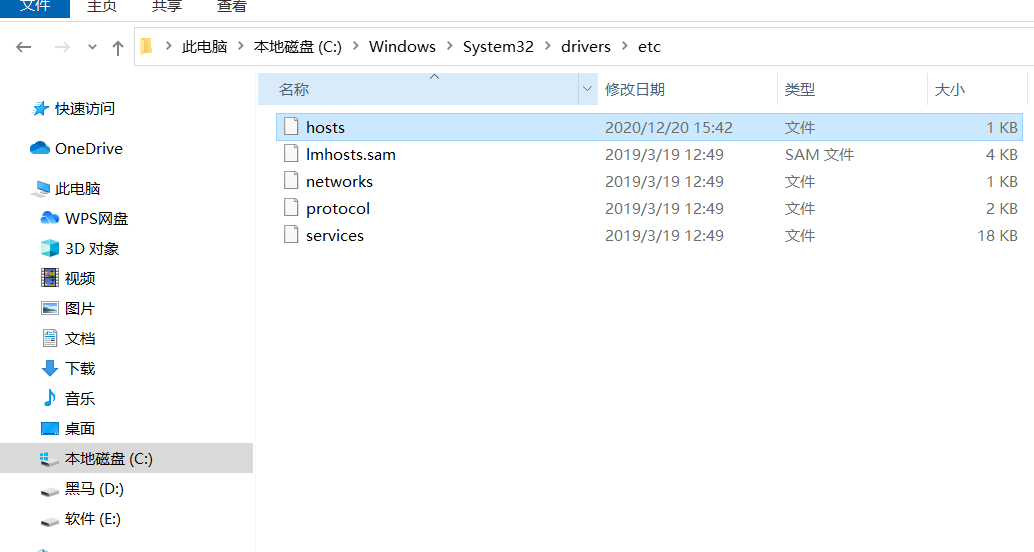 文件 主页 共享 查看
此电脑 本地磁盘 (C:) Windows System32 drivers etc
名称 修改日期 类型 大小
快速访问
OneDrive
此电脑
WPS网盘
3D 对象
视频
图片
文档
下载
音乐
桌面
本地磁盘 (C:)
黑马 (D:)
软件 (E:)
hosts 2020/12/20 15:42 文件 1 KB
lmhosts.sam 2019/3/19 12:49 SAM 文件 4 KB
networks 2019/3/19 12:49 文件 1 KB
protocol 2019/3/19 12:49 文件 2 KB
services 2019/3/19 12:49 文件 18 KB